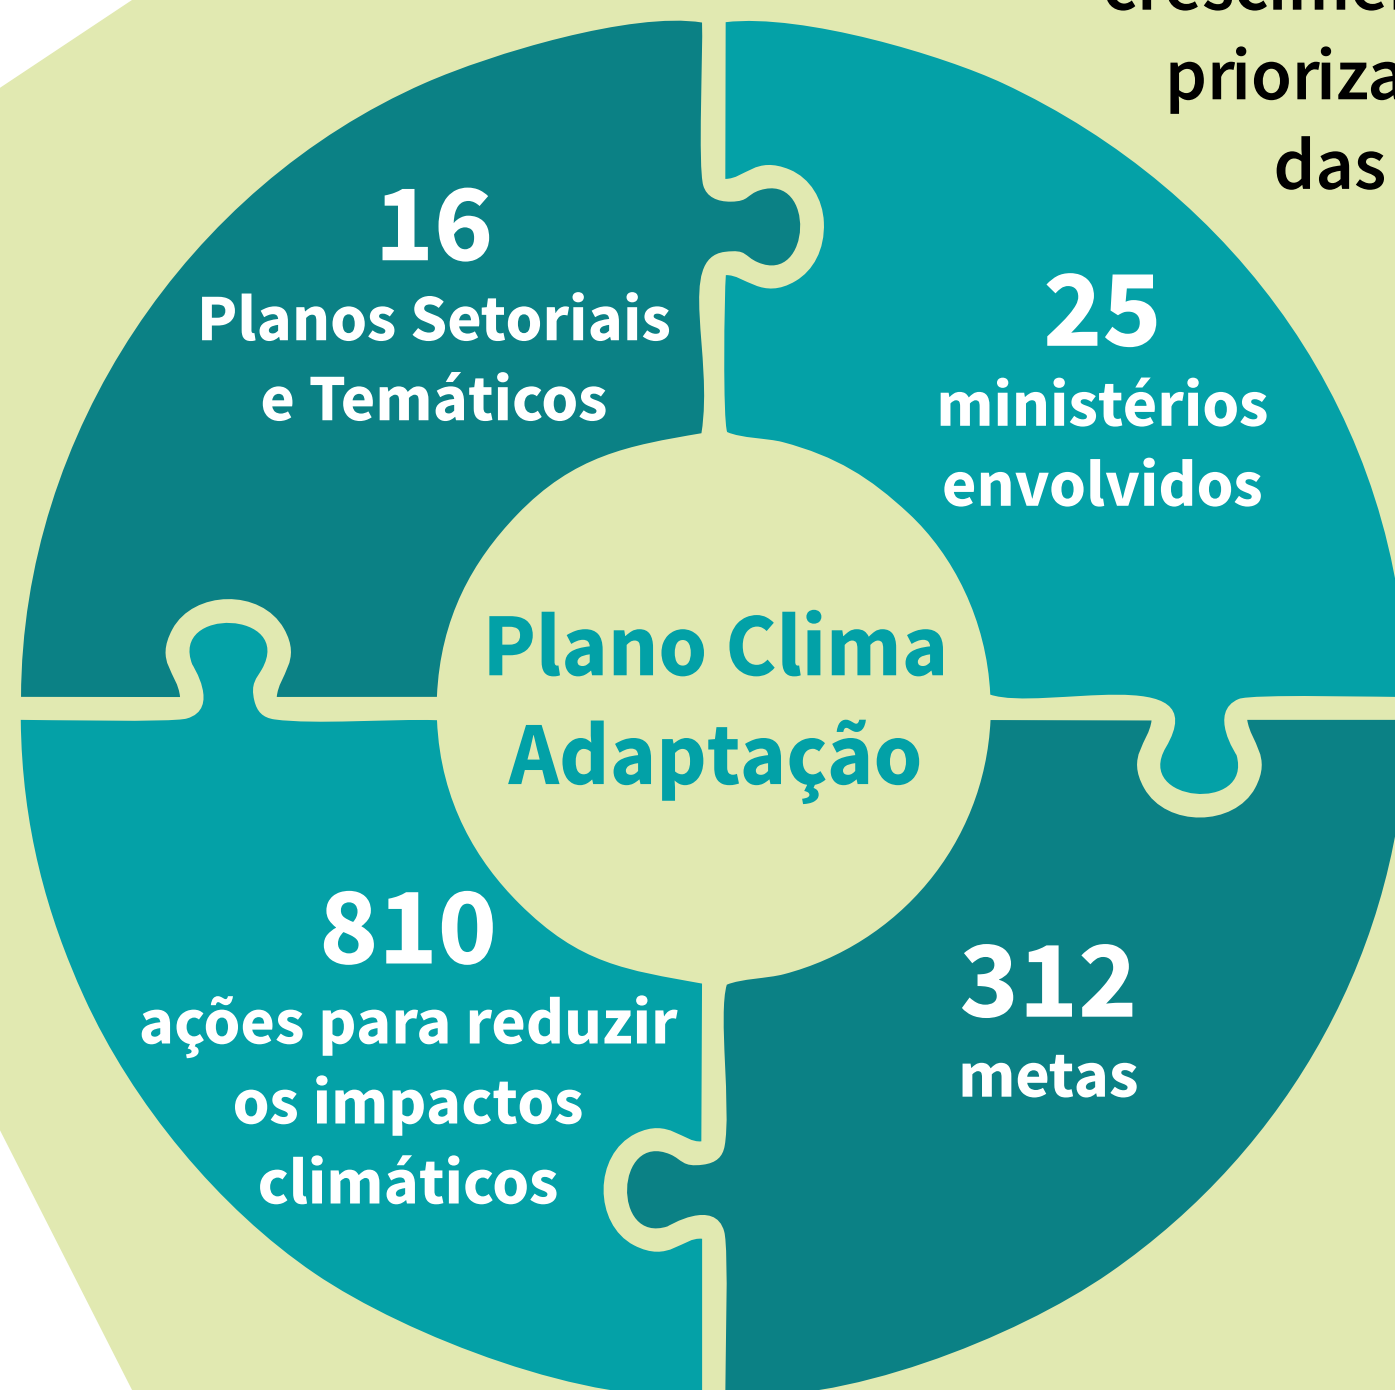 das
16
Planos Setoriais
e Temáticos
25
ministérios
envolvidos
Plano Clima
Adaptação
810
ações para reduzir
os impactos
climáticos
312
metas